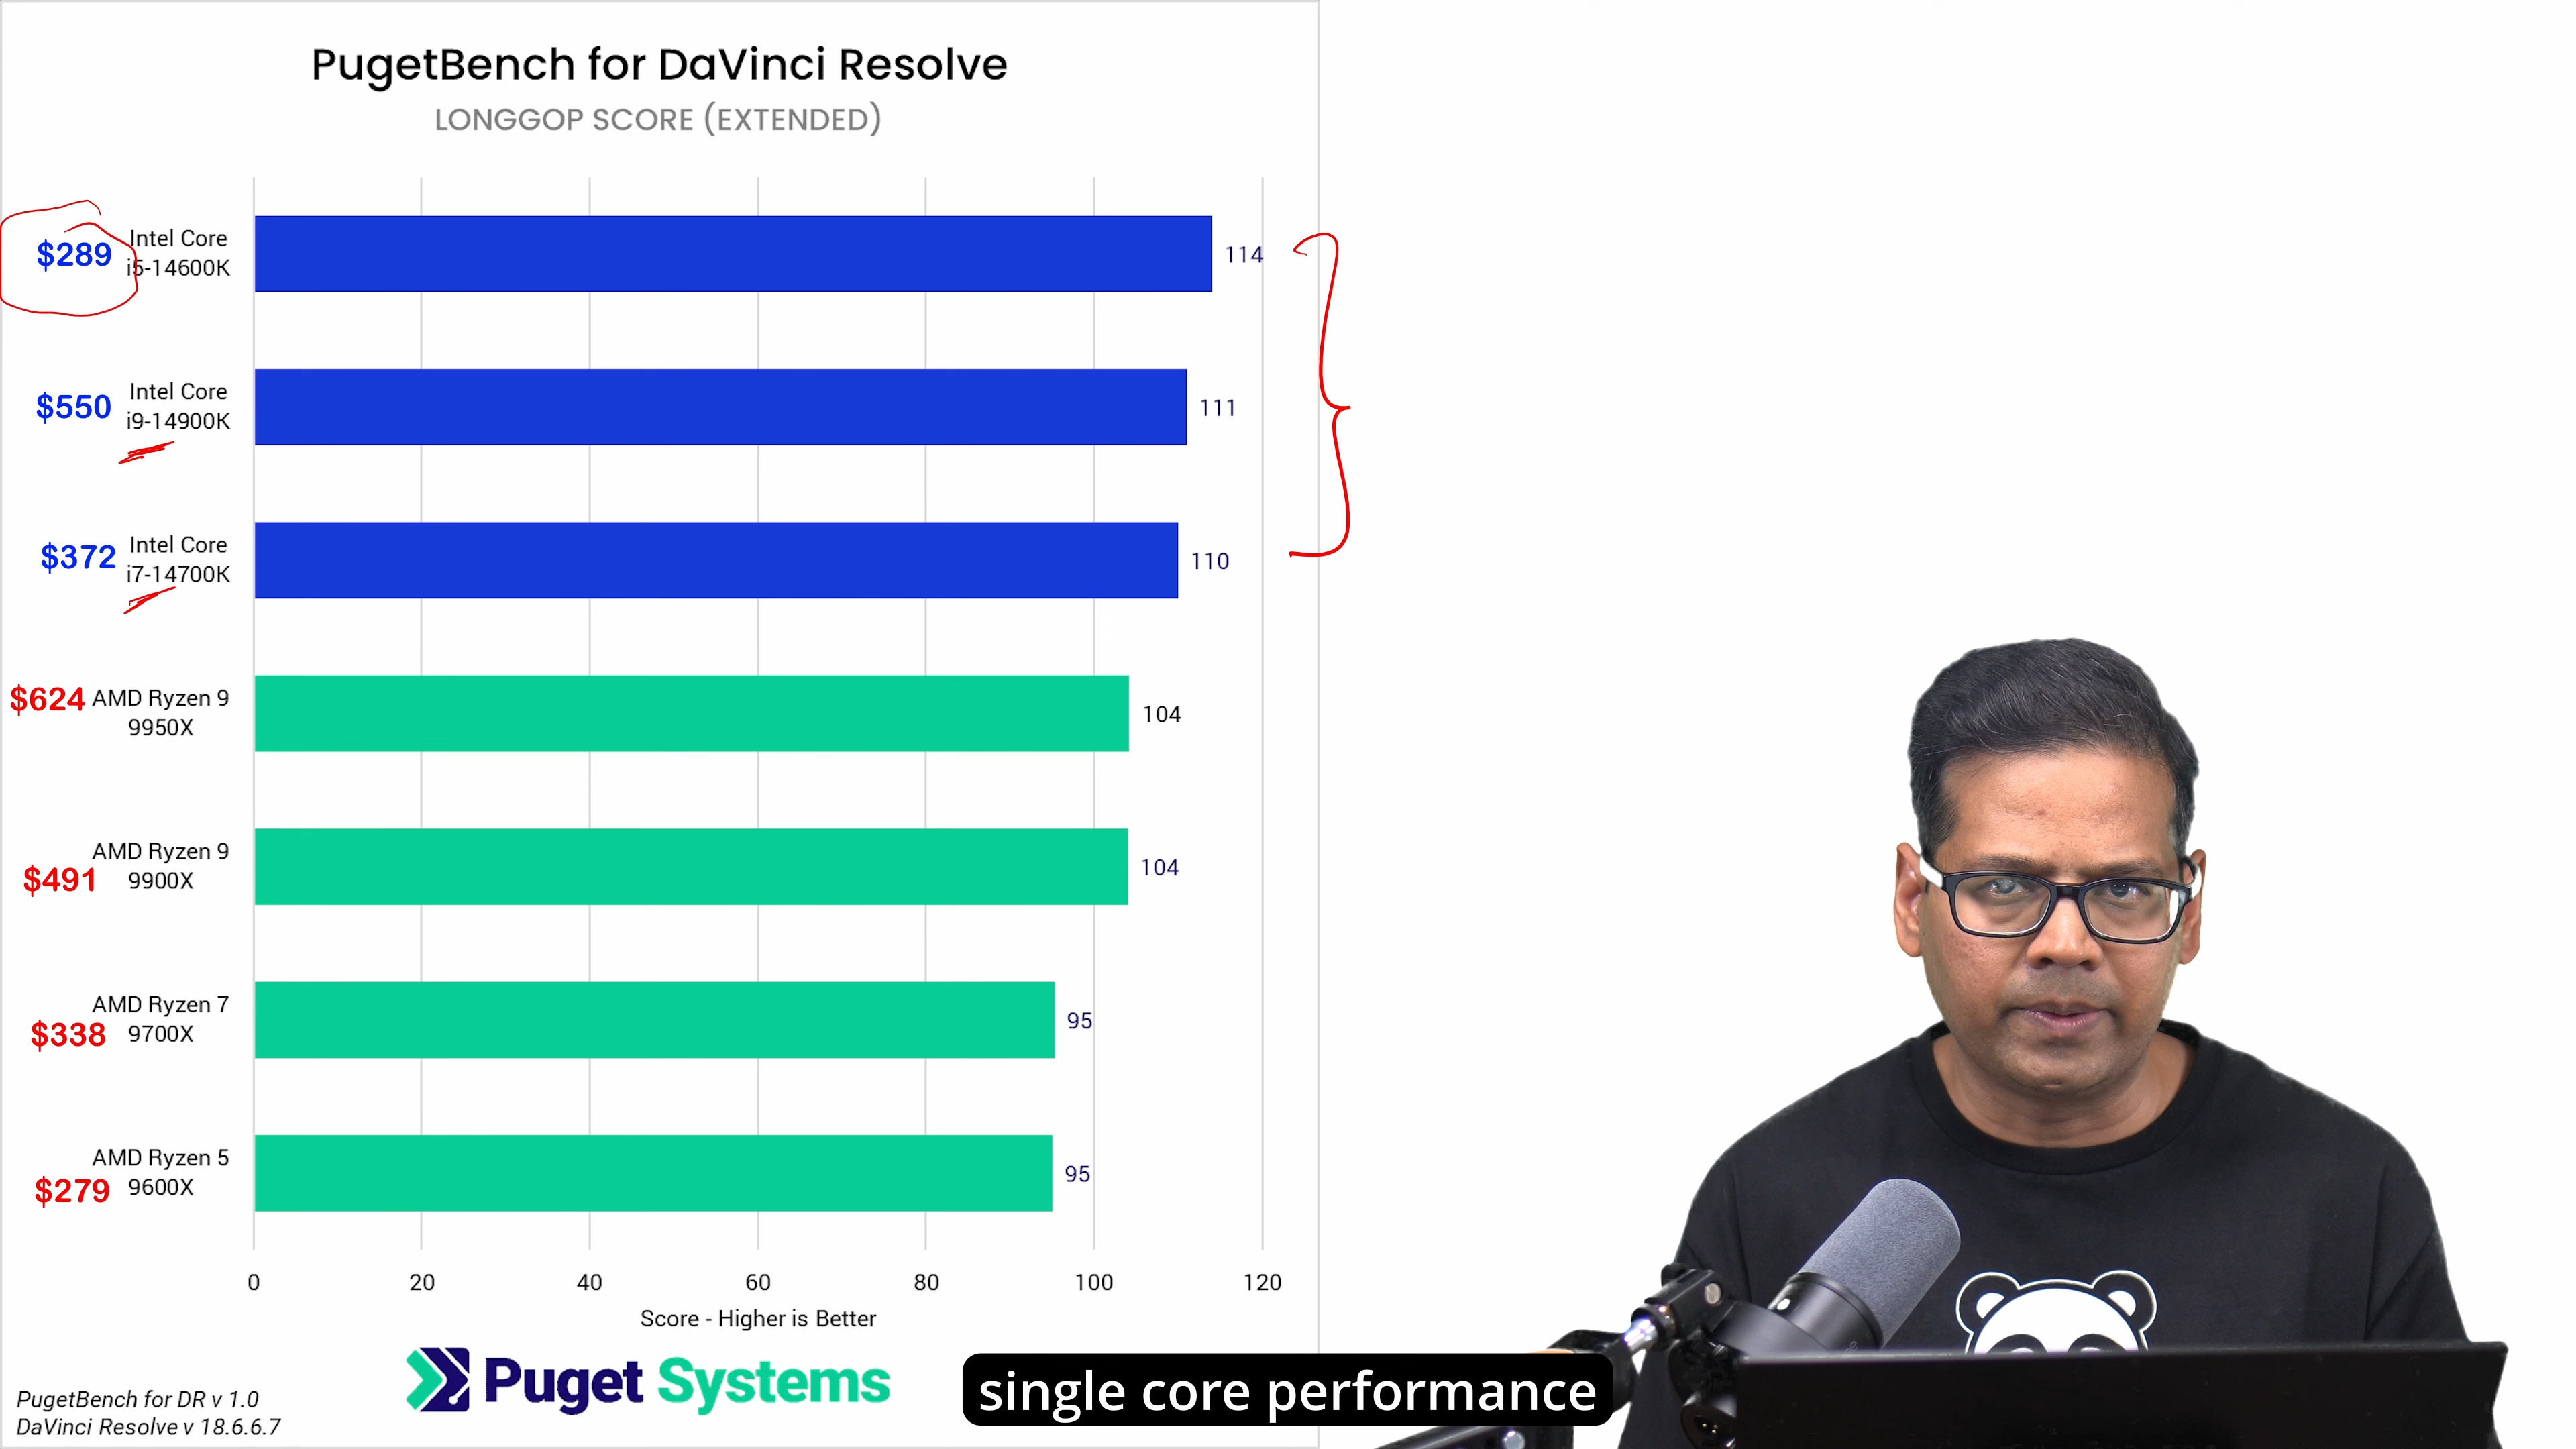 PugetBench for DaVinci Resolve
LONGGOP SCORE (EXTENDED)
$289
Intel Core
i5-14600K
114
$550
Intel Core
i9-14900K
111
$372
Intel Core
i7-14700K
110
$624
AMD Ryzen 9
9950X
104
AMD Ryzen 9
$491
9900X
104
AMD Ryzen 7
$338
9700X
95
AMD Ryzen 5
$279
9600X
95
0 20 40 60 80 100 120
Score - Higher is Better
Puget Systems
PugetBench for DR v 1.0
DaVinci Resolve v 18.6.6.7
single core performance